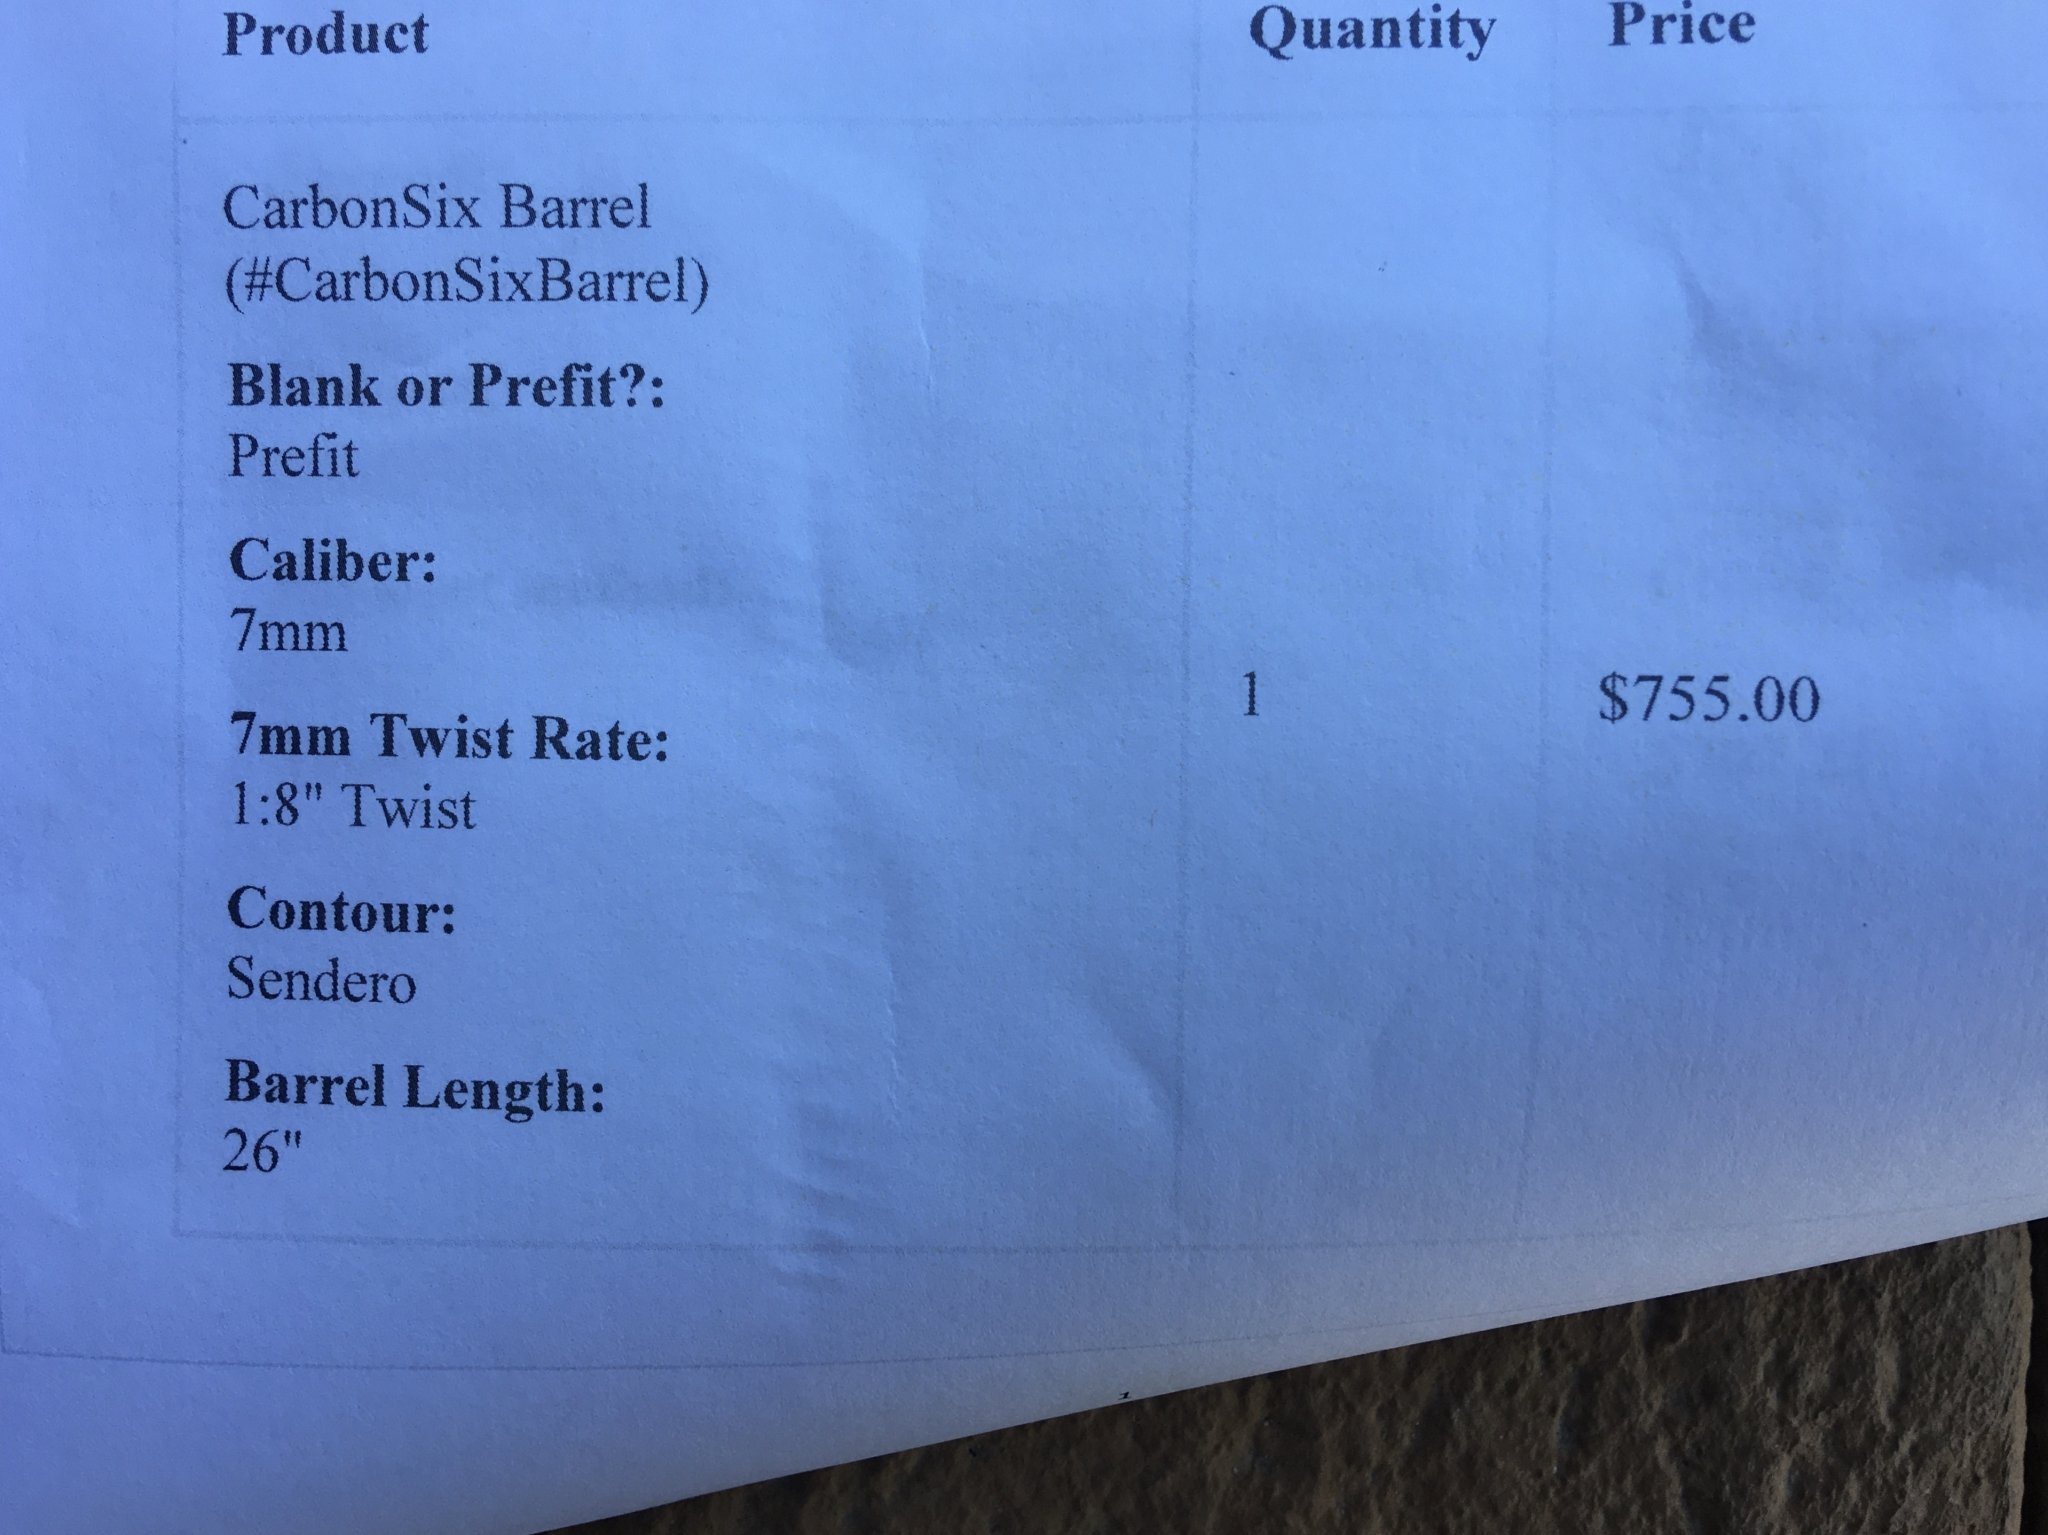 Product Quantity Price
CarbonSix Barrel
(#CarbonSixBarrel)
Blank or Prefit?:
Prefit
Caliber:
7mm
7mm Twist Rate:
1 $755.00
1:8" Twist
Contour:
Sendero
Barrel Length:
26"
1